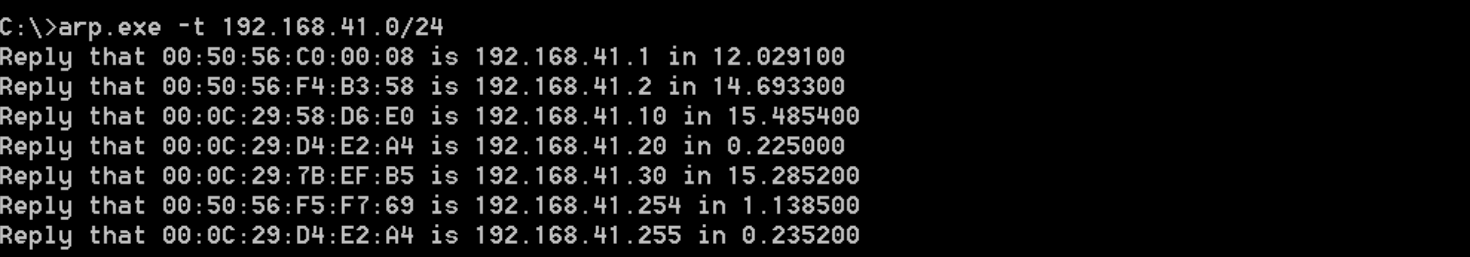 C:\>arp.exe -t 192.168.41.0/24
Reply that 00:50:56:C0:00:08 is 192.168.41.1 in 12.029100
Reply that 00:50:56:F4:B3:58 is 192.168.41.2 in 14.693300
Reply that 00:0C:29:58:D6:E0 is 192.168.41.10 in 15.485400
Reply that 00:0C:29:D4:E2:A4 is 192.168.41.20 in 0.225000
Reply that 00:0C:29:7B:EF:B5 is 192.168.41.30 in 15.285200
Reply that 00:50:56:F5:F7:69 is 192.168.41.254 in 1.138500
Reply that 00:0C:29:D4:E2:A4 is 192.168.41.255 in 0.235200